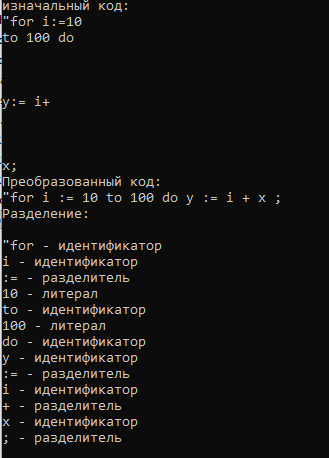 изначальный код:
"for i:=10
to 100 do
y:= i+
x;
Преобразованный код:
"for i := 10 to 100 do y := i + x ;
Разделение:
"for - идентификатор
i - идентификатор
:= - разделитель
10 - литерал
to - идентификатор
100 - литерал
do - идентификатор
y - идентификатор
:= - разделитель
i - идентификатор
+ - разделитель
x - идентификатор
; - разделитель